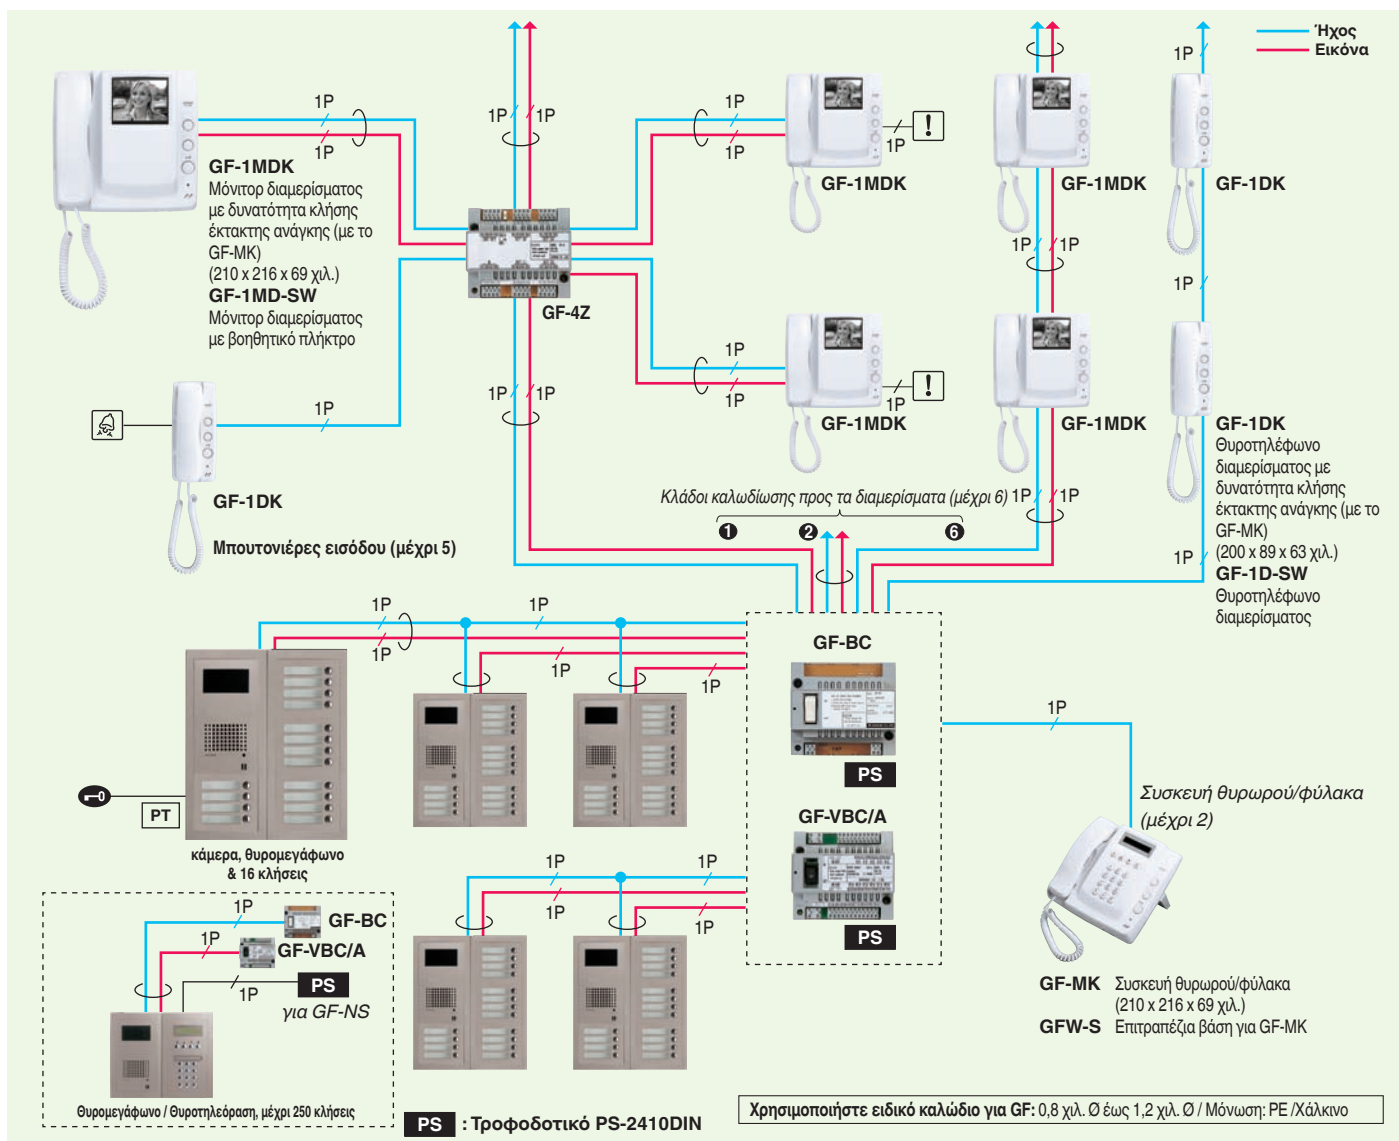 Ήχος
Εικόνα
1P
1P
1P
1P
1P
1P
1P
1P
GF-1MDK
Μόνιτορ διαμερίσματος
με δυνατότητα κλήσης
έκτακτης ανάγκης (με το
GF-MK)
(210 x 216 x 69 χιλ.)
GF-1MD-SW
Μόνιτορ διαμερίσματος
με βοηθητικό πλήκτρο
GF-1MDK
GF-1MDK
GF-1DK
GF-4Z
1P 1P
1P
1P
1P
1P
1P 1P
1P
GF-1MDK
GF-1MDK
GF-1DK
Θυροτηλέφωνο
διαμερίσματος με
δυνατότητα κλήσης
έκτακτης ανάγκης (με το
GF-MK)
(200 x 89 x 63 χιλ.)
GF-1D-SW
Θυροτηλέφωνο
διαμερίσματος
1P
GF-1DK
Κλάδοι καλωδίωσης προς τα διαμερίσματα (μέχρι 6)
1P 1P
1 2 6
1P
Μπουτονιέρες εισόδου (μέχρι 5)
1P
1P
1P
1P
1P
GF-BC
PS
GF-VBC/A
PS
1P
Συσκευή θυρωρού/φύλακα
(μέχρι 2)
PT
κάμερα, θυρομεγάφωνο
& 16 κλήσεις
1P
1P
1P
1P
1P
GF-BC
1P
GF-VBC/A
1P
PS
για GF-NS
Θυρομεγάφωνο / Θυροτηλεόραση, μέχρι 250 κλήσεις
GF-MK Συσκευή θυρωρού/φύλακα
(210 x 216 x 69 χιλ.)
GFW-S Επιτραπέζια βάση για GF-MK
PS : Τροφοδοτικό PS-2410DIN
Χρησιμοποιήστε ειδικό καλώδιο για GF: 0,8 χιλ. Ø έως 1,2 χιλ. Ø / Μόνωση: PE /Χάλκινο